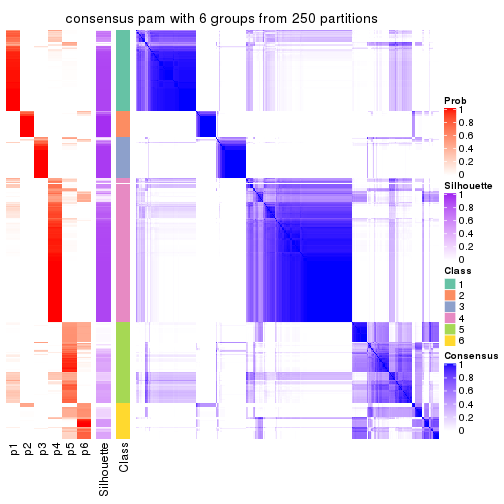 consensus pam with 6 groups from 250 partitions
Prob
1
0.8
0.6
0.4
0.2
0
Silhouette
1
0.8
0.6
0.4
0.2
0
Class
1
2
3
4
5
6
Consensus
1
0.8
0.6
0.4
0.2
0
p1
p2
p3
p4
p5
p6
Silhouette
Class